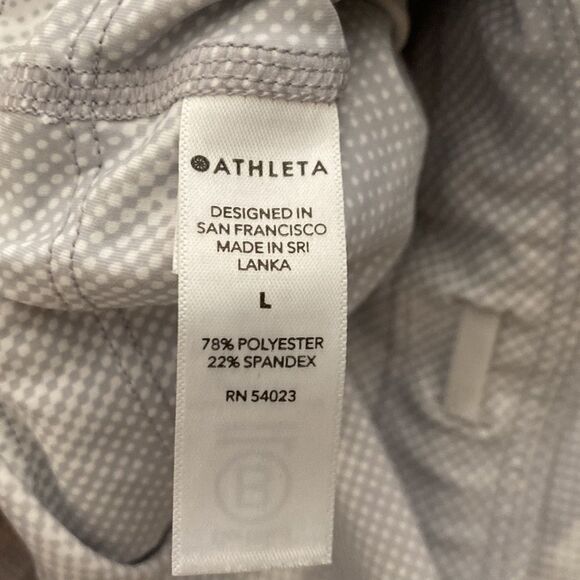 ATHLETA
DESIGNED IN
SAN FRANCISCO
MADE IN SRI
LANKA
L
78% POLYESTER
22% SPANDEX
RN 54023